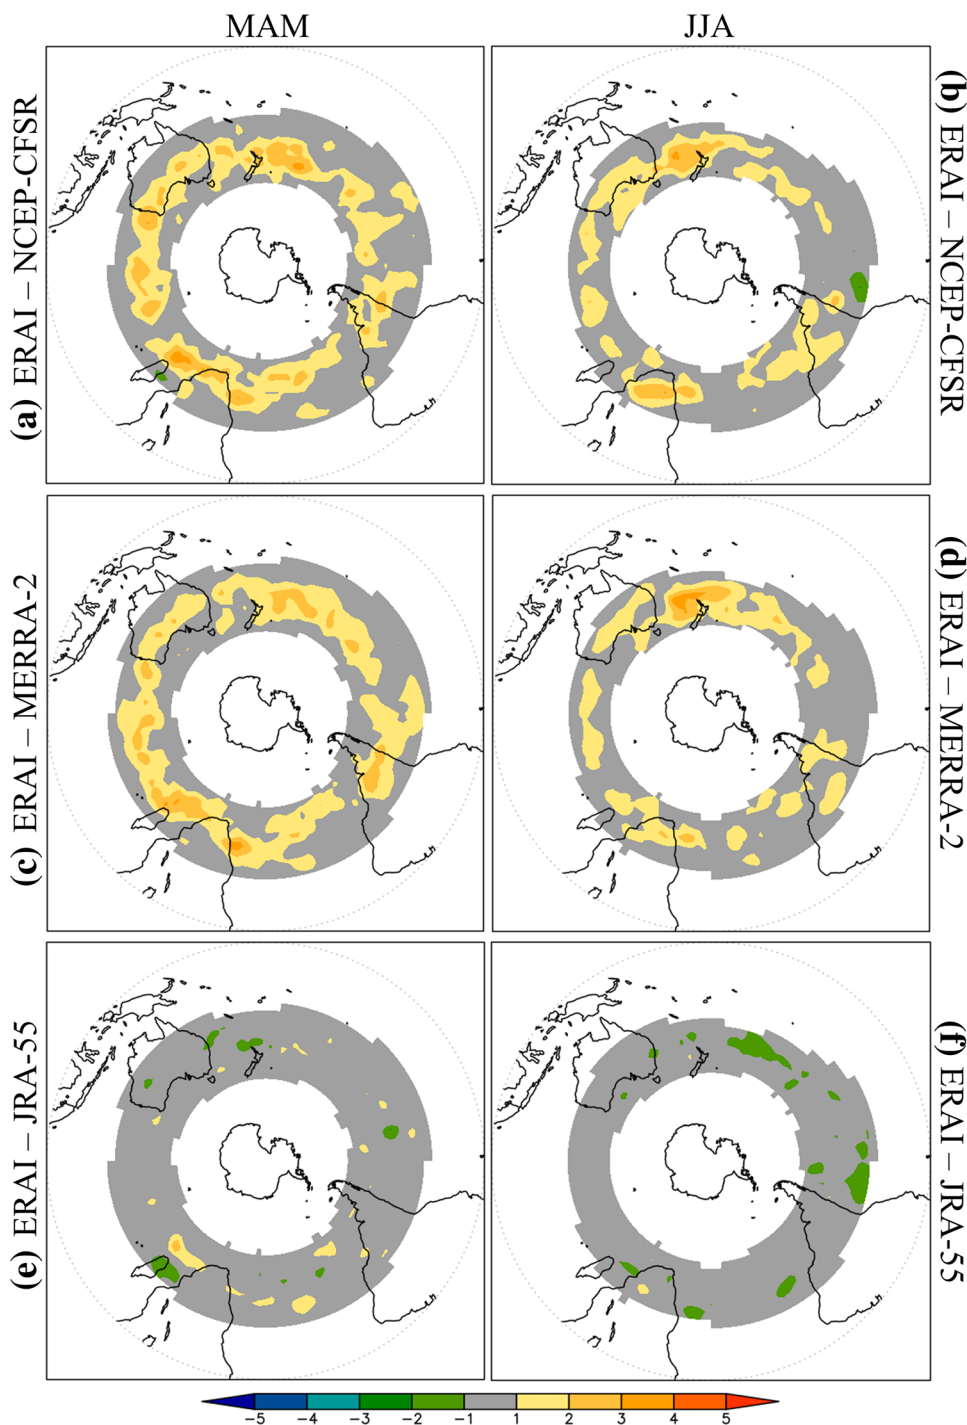 MAM JJA
(a) ERAI – NCEP-CFSR
(b) ERAI – NCEP-CFSR
(c) ERAI – MERRA-2
(d) ERAI – MERRA-2
(e) ERAI – JRA-55
(f) ERAI – JRA-55
-5 -4 -3 -2 -1 1 2 3 4 5